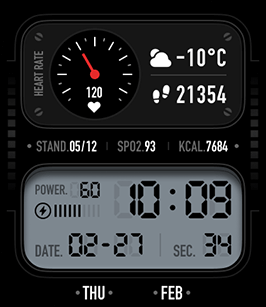 HEART RATE
120
-10°C
21354
STAND.05/12 SPO2.93 KCAL.7684
POWER. 60
10:09
DATE. 02-27 SEC. 34
THU FEB